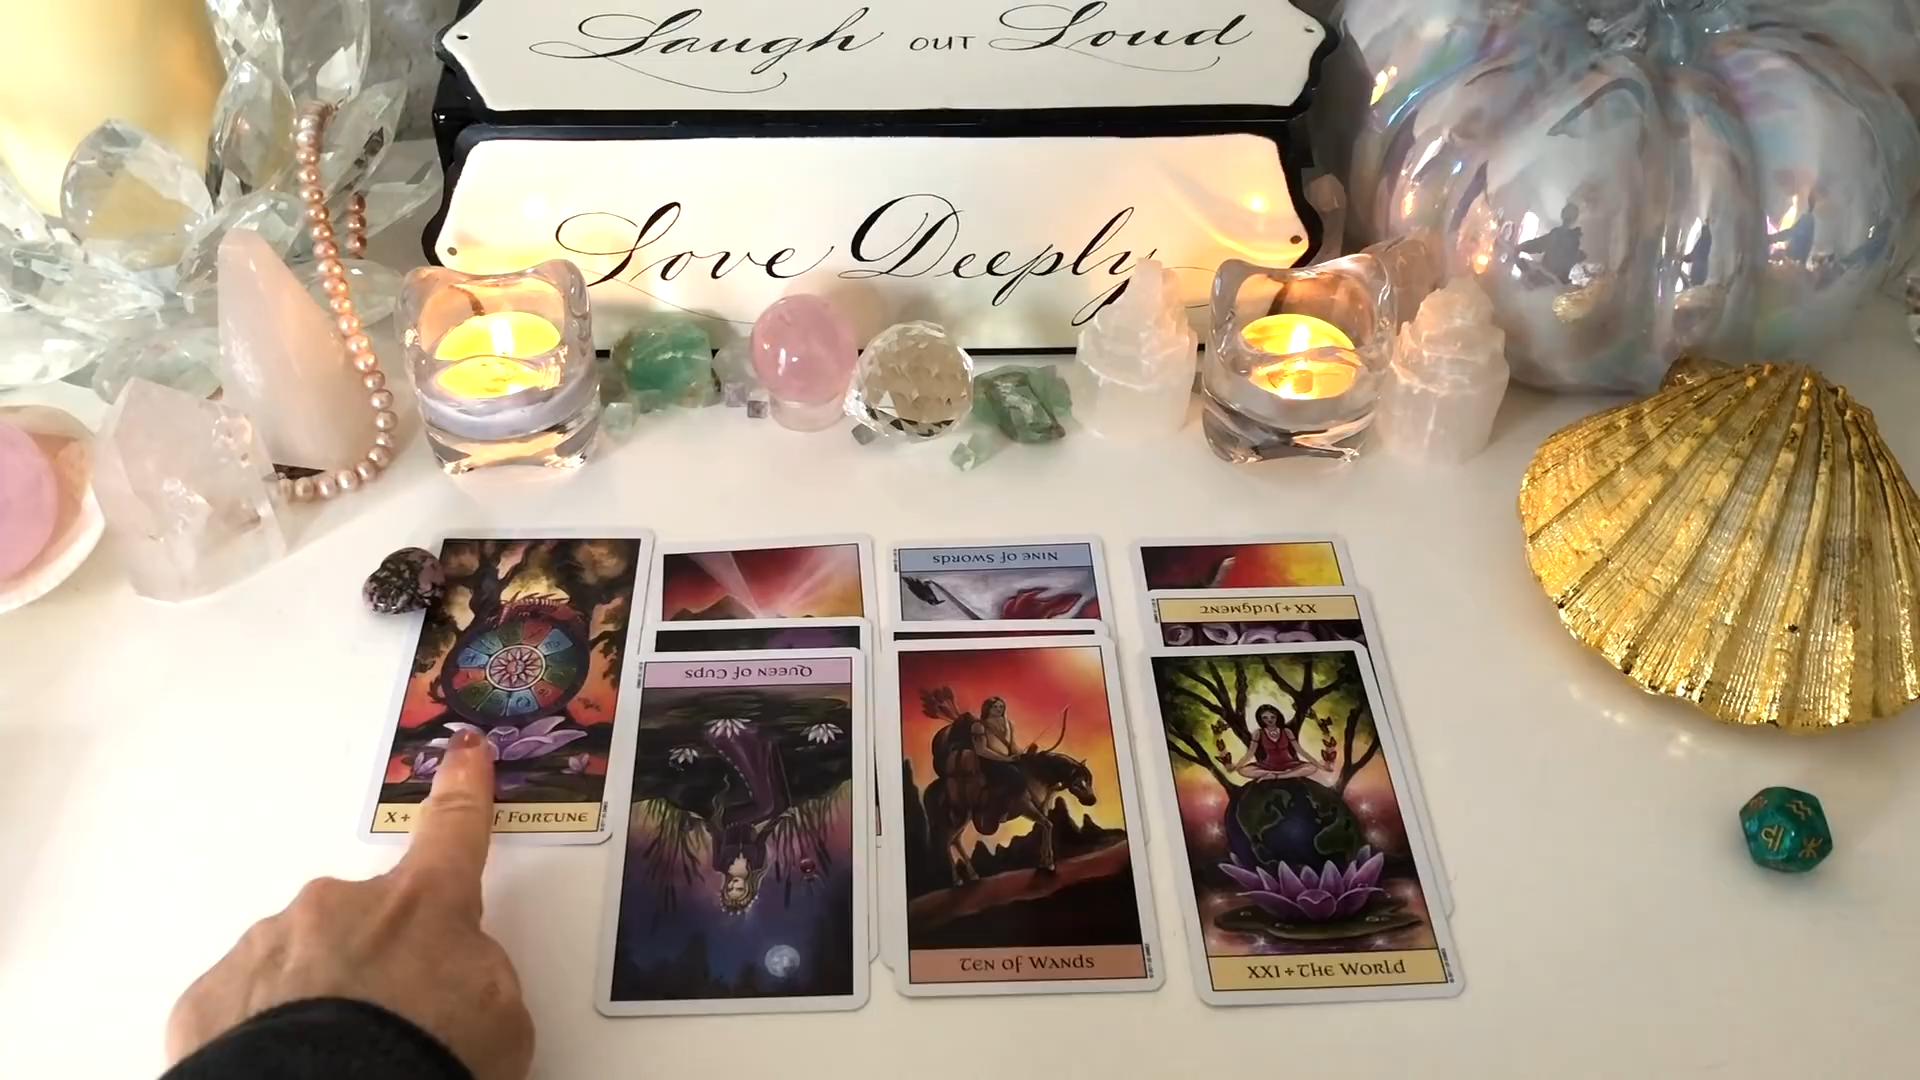 Laugh OUT Loud
Love Deeply
NINE OF SWORDS
XX+JUDGMENT
QUEEN OF CUPS
X+ OF FORTUNE
TEN OF WANDS
XXI+THE WORLD